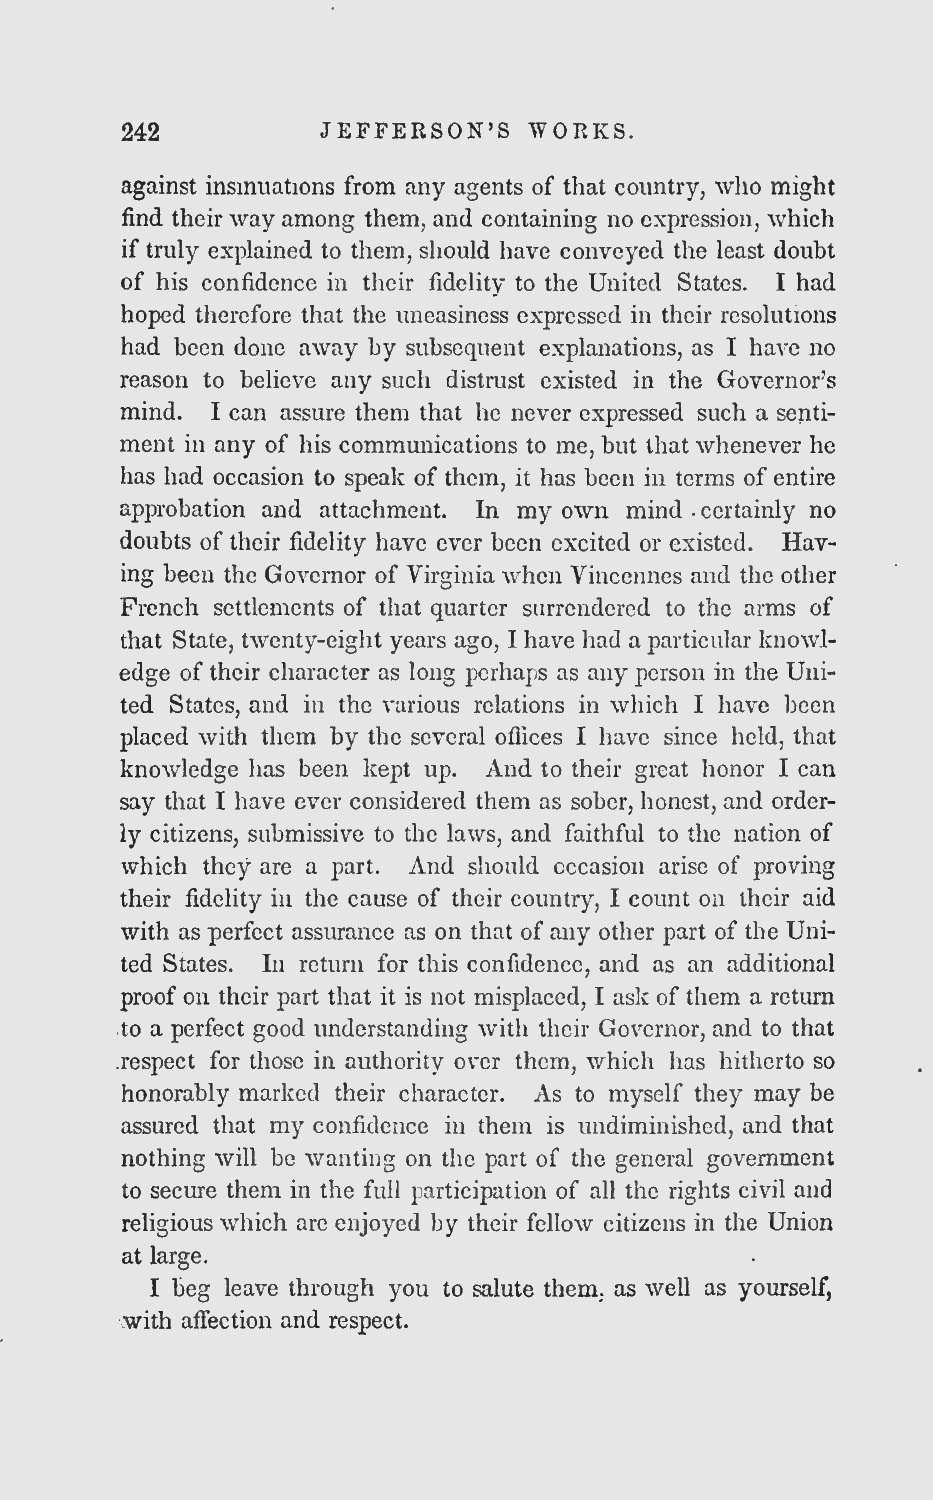 242 JEFFERSON'S WORKS.
against insinuations from any agents of that country, who might
find their way among them, and containing no expression, which
if truly explained to them, should have conveyed the least doubt
of his confidence in their fidelity to the United States. I had
hoped therefore that the uneasiness expressed in their resolutions
had been done away by subsequent explanations, as I have no
reason to believe any such distrust existed in the Governor's
mind. I can assure them that he never expressed such a senti-
ment in any of his communications to me, but that whenever he
has had occasion to speak of them, it has been in terms of entire
approbation and attachment. In my own mind certainly no
doubts of their fidelity have ever been excited or existed. Hav-
ing been the Governor of Virginia when Vincennes and the other
French settlements of that quarter surrendered to the arms of
that State, twenty-eight years ago, I have had a particular knowl-
edge of their character as long perhaps as any person in the Uni-
ted States, and in the various relations in which I have been
placed with them by the several offices I have since held, that
knowledge has been kept up. And to their great honor I can
say that I have ever considered them as sober, honest, and order-
ly citizens, submissive to the laws, and faithful to the nation of
which they are a part. And should occasion arise of proving
their fidelity in the cause of their country, I count on their aid
with as perfect assurance as on that of any other part of the Uni-
ted States. In return for this confidence, and as an additional
proof on their part that it is not misplaced, I ask of them a return
to a perfect good understanding with their Governor, and to that
respect for those in authority over them, which has hitherto so
honorably marked their character. As to myself they may be
assured that my confidence in them is undiminished, and that
nothing will be wanting on the part of the general government
to secure them in the full participation of all the rights civil and
religious which are enjoyed by their fellow citizens in the Union
at large.
I beg leave through you to salute them, as well as yourself,
with affection and respect.